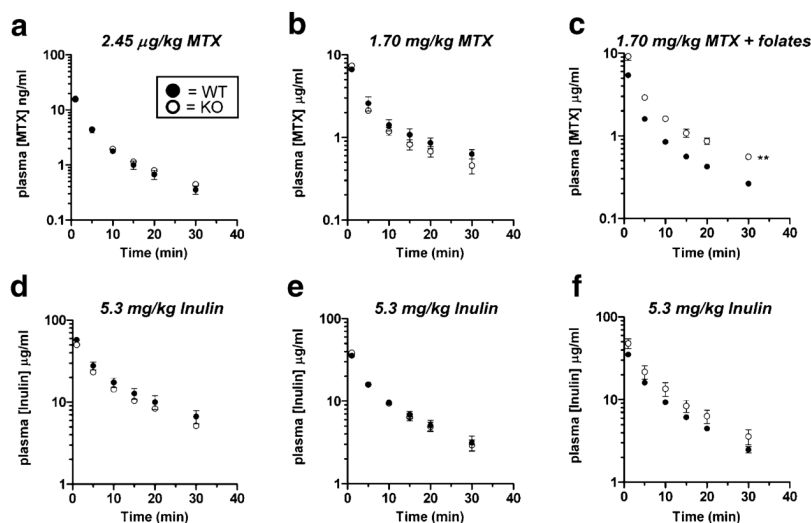 a
2.45 μg/kg MTX
plasma [MTX] ng/ml
100
10
1
0.1
0 10 20 30 40
Time (min)
= WT
= KO
b
1.70 mg/kg MTX
plasma [MTX] μg/ml
10
1
0.1
0 10 20 30 40
Time (min)
c
1.70 mg/kg MTX + folates
plasma [MTX] μg/ml
10
1
0.1
**
0 10 20 30 40
Time (min)
d
5.3 mg/kg Inulin
plasma [Inulin] μg/ml
100
10
1
0 10 20 30 40
Time (min)
e
5.3 mg/kg Inulin
plasma [Inulin] μg/ml
100
10
1
0 10 20 30 40
Time (min)
f
5.3 mg/kg Inulin
plasma [Inulin] μg/ml
100
10
1
0 10 20 30 40
Time (min)